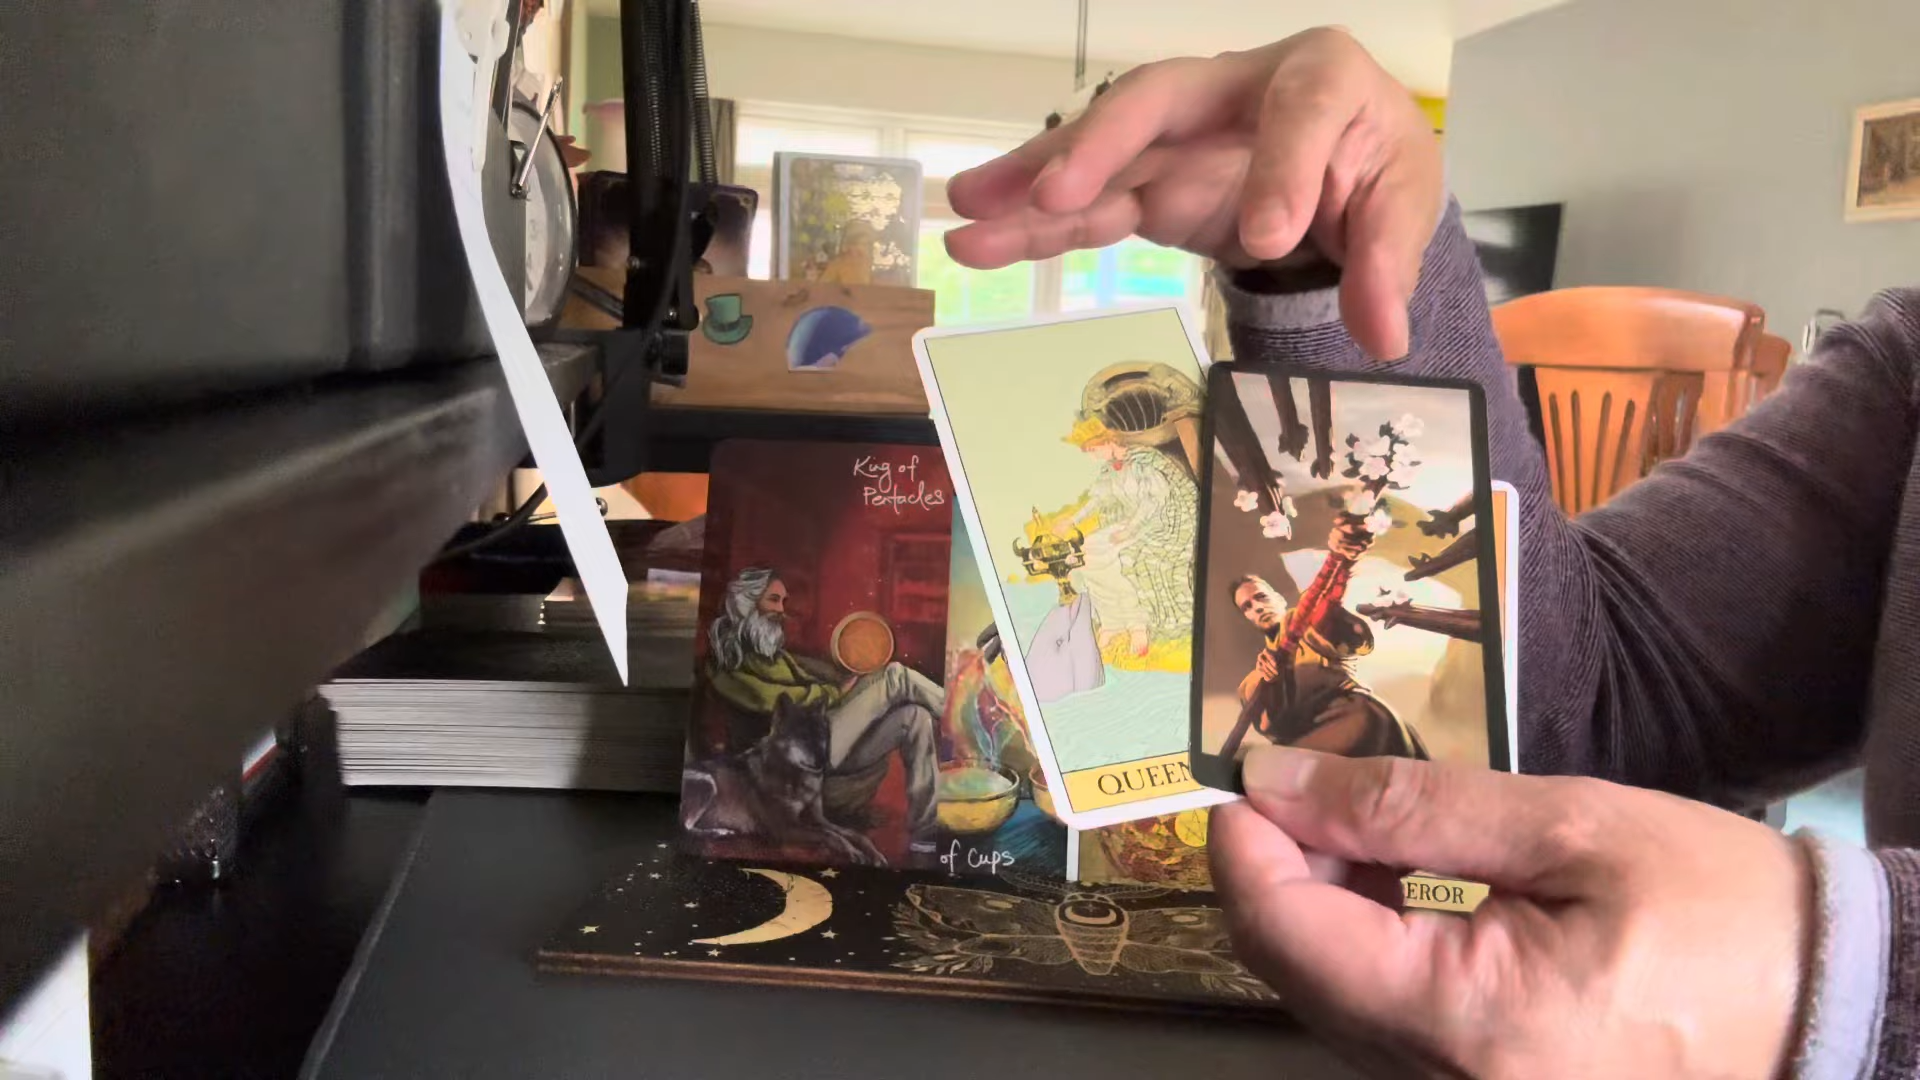 King of
Pentacles
QUEEN
of Cups
EROR